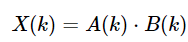 X(k) = A(k) · B(k)